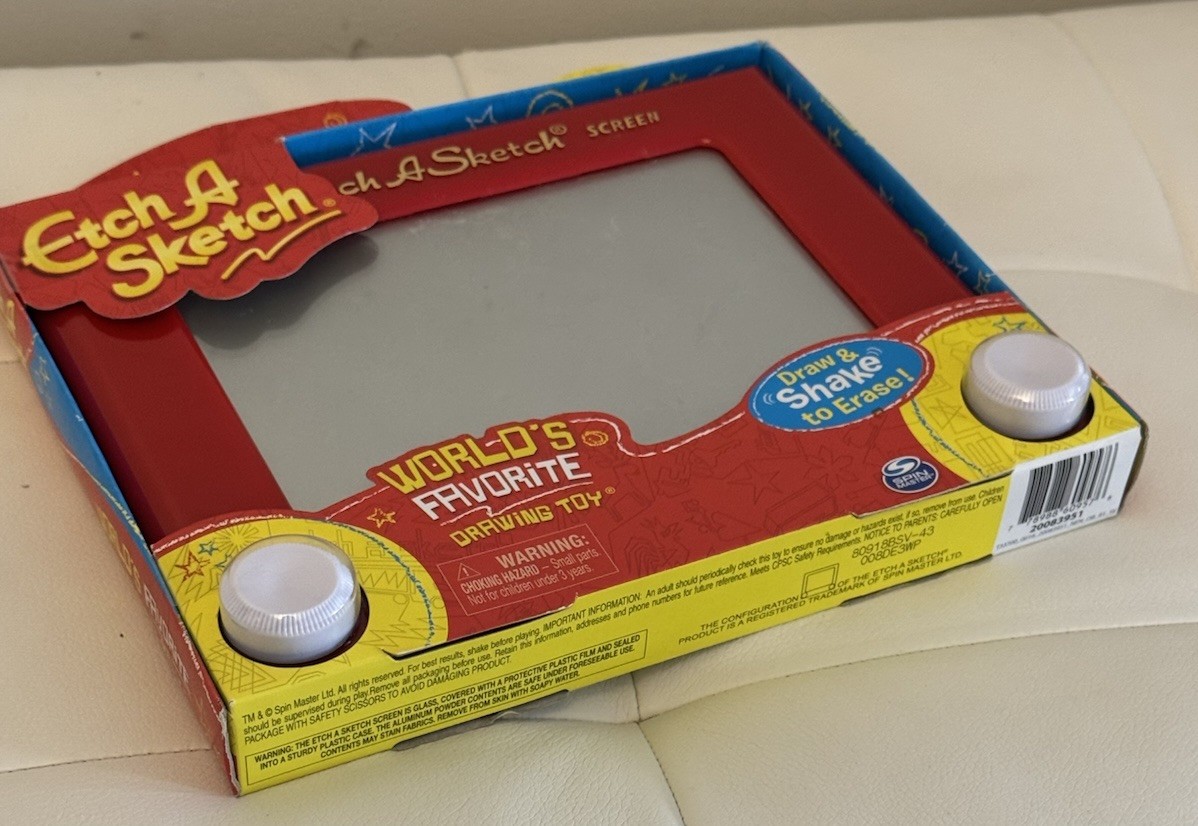 Etch A
Sketch®
ch A Sketch® SCREEN
Draw &
Shake
to Erase!
WORLD'S
FAVORITE
DRAWING TOY®
SPIN
MASTER
WARNING:
CHOKING HAZARD — Small parts.
Not for children under 3 years.
TM & © Spin Master Ltd. All rights reserved. For best results, shake before playing. IMPORTANT INFORMATION: An adult should periodically check this toy to ensure no damage or hazards exist, if so, remove from use. Children
should be supervised during play. Remove all packaging before use. Retain this information, addresses and phone numbers for future reference. Meets CPSC Safety Requirements. NOTICE TO PARENTS: CAREFULLY OPEN
PACKAGE WITH SAFETY SCISSORS TO AVOID DAMAGING PRODUCT.
80918BSV-43
00BDE3WP
WARNING: THE ETCH A SKETCH SCREEN IS GLASS, COVERED WITH A PROTECTIVE PLASTIC FILM AND SEALED
INTO A STURDY PLASTIC CASE. THE ALUMINUM POWDER CONTENTS ARE SAFE UNDER FORESEEABLE USE.
CONTENTS MAY STAIN FABRICS. REMOVE FROM SKIN WITH SOAPY WATER.
THE CONFIGURATION OF THE ETCH A SKETCH®
PRODUCT IS A REGISTERED TRADEMARK OF SPIN MASTER LTD.
20083951